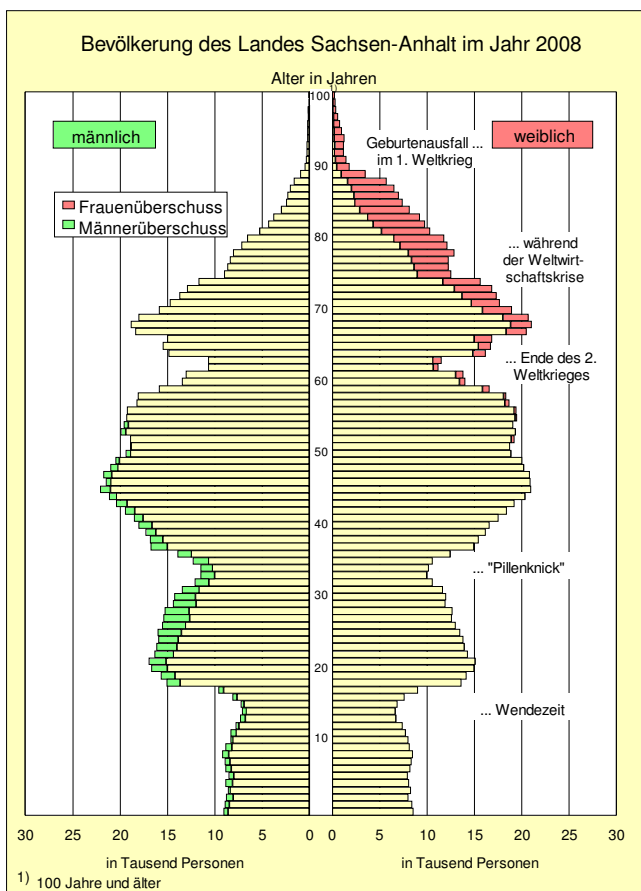 Bevölkerung des Landes Sachsen-Anhalt im Jahr 2008
Alter in Jahren
1)
100
männlich
weiblich
Geburtenausfall ...
im 1. Weltkrieg
90
Frauenüberschuss
Männerüberschuss
80
... während
der Weltwirt-
schaftskrise
70
... Ende des 2.
Weltkrieges
60
50
40
... "Pillenknick"
30
20
... Wendezeit
10
30 25 20 15 10 5 0 0 5 10 15 20 25 30
in Tausend Personen in Tausend Personen
1) 100 Jahre und älter